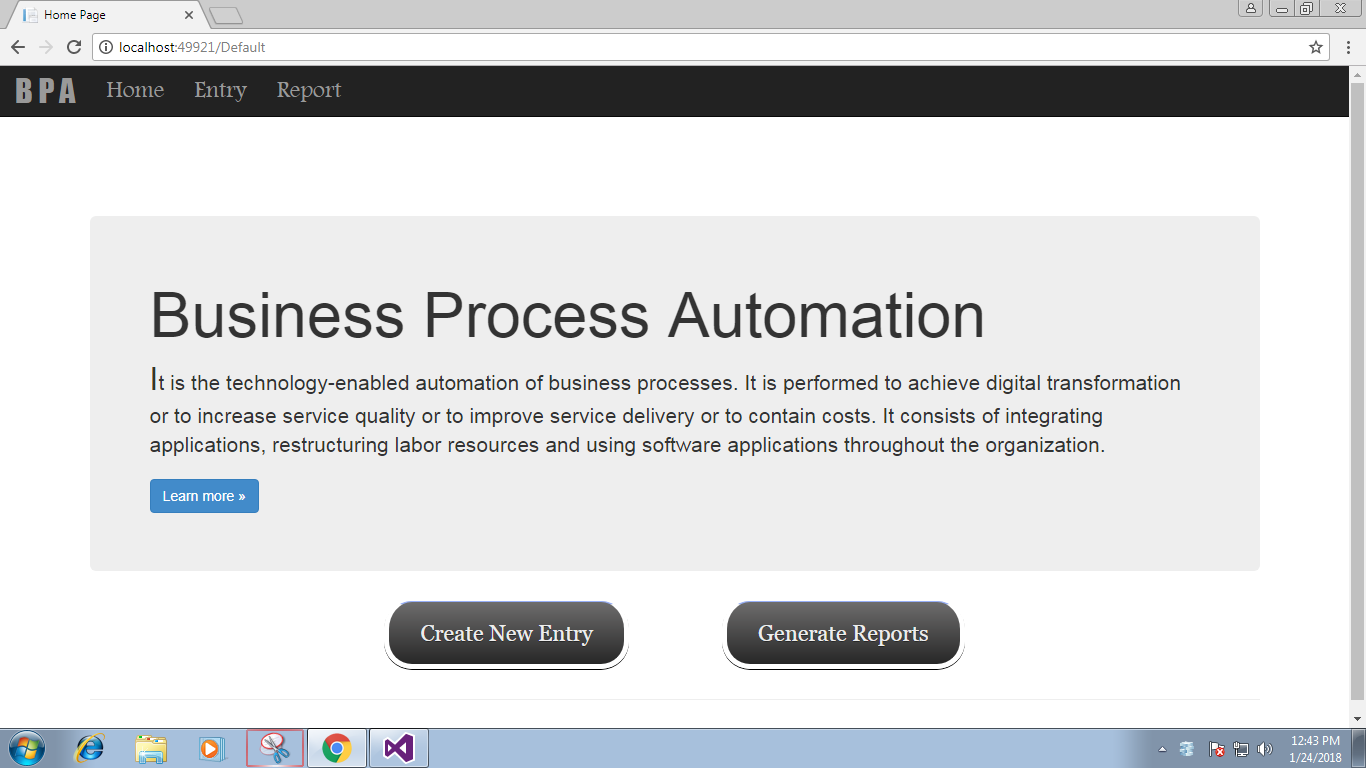 Home Page
localhost:49921/Default
BPA Home Entry Report
Business Process Automation
It is the technology-enabled automation of business processes. It is performed to achieve digital transformation
or to increase service quality or to improve service delivery or to contain costs. It consists of integrating
applications, restructuring labor resources and using software applications throughout the organization.
Learn more »
Create New Entry Generate Reports
12:43 PM
1/24/2018